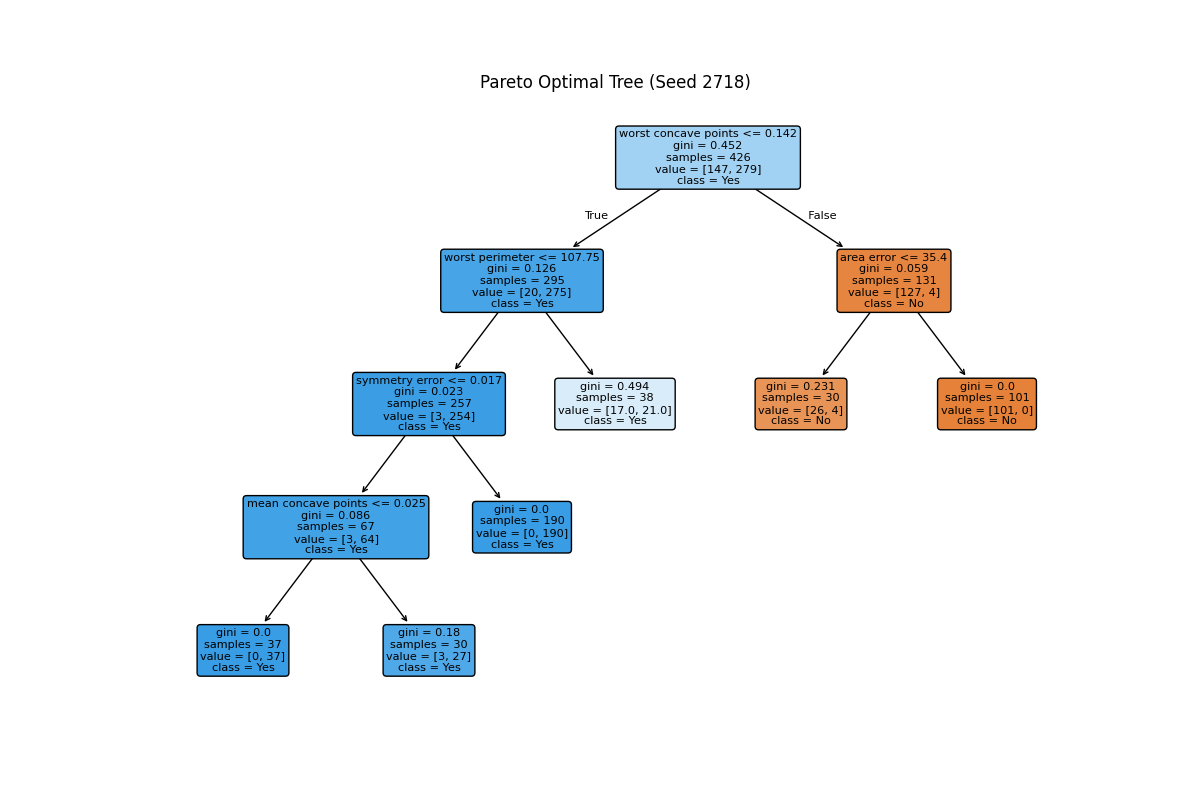 Pareto Optimal Tree (Seed 2718)
worst concave points <= 0.142
gini = 0.452
samples = 426
value = [147, 279]
class = Yes
True
False
worst perimeter <= 107.75
gini = 0.126
samples = 295
value = [20, 275]
class = Yes
area error <= 35.4
gini = 0.059
samples = 131
value = [127, 4]
class = No
symmetry error <= 0.017
gini = 0.023
samples = 257
value = [3, 254]
class = Yes
gini = 0.494
samples = 38
value = [17.0, 21.0]
class = Yes
gini = 0.231
samples = 30
value = [26, 4]
class = No
gini = 0.0
samples = 101
value = [101, 0]
class = No
mean concave points <= 0.025
gini = 0.086
samples = 67
value = [3, 64]
class = Yes
gini = 0.0
samples = 190
value = [0, 190]
class = Yes
gini = 0.0
samples = 37
value = [0, 37]
class = Yes
gini = 0.18
samples = 30
value = [3, 27]
class = Yes